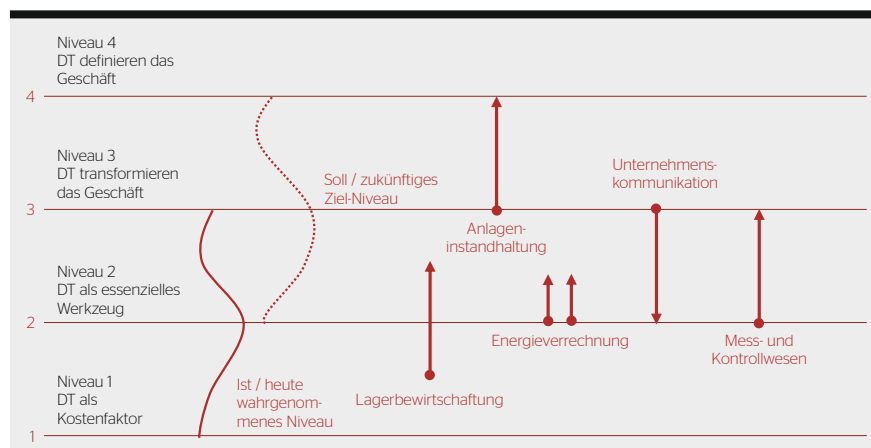 Niveau 4
DT definieren das
Geschäft
4
Niveau 3
DT transformieren
das Geschäft
Soll / zukünftiges
Ziel-Niveau
Unternehmens-
kommunikation
3
Anlagen-
instandhaltung
Niveau 2
DT als essenzielles
Werkzeug
2
Energieverrechnung
Mess- und
Kontrollwesen
Niveau 1
DT als
Kostenfaktor
Ist / heute
wahrgenom-
menes Niveau
Lagerbewirtschaftung
1